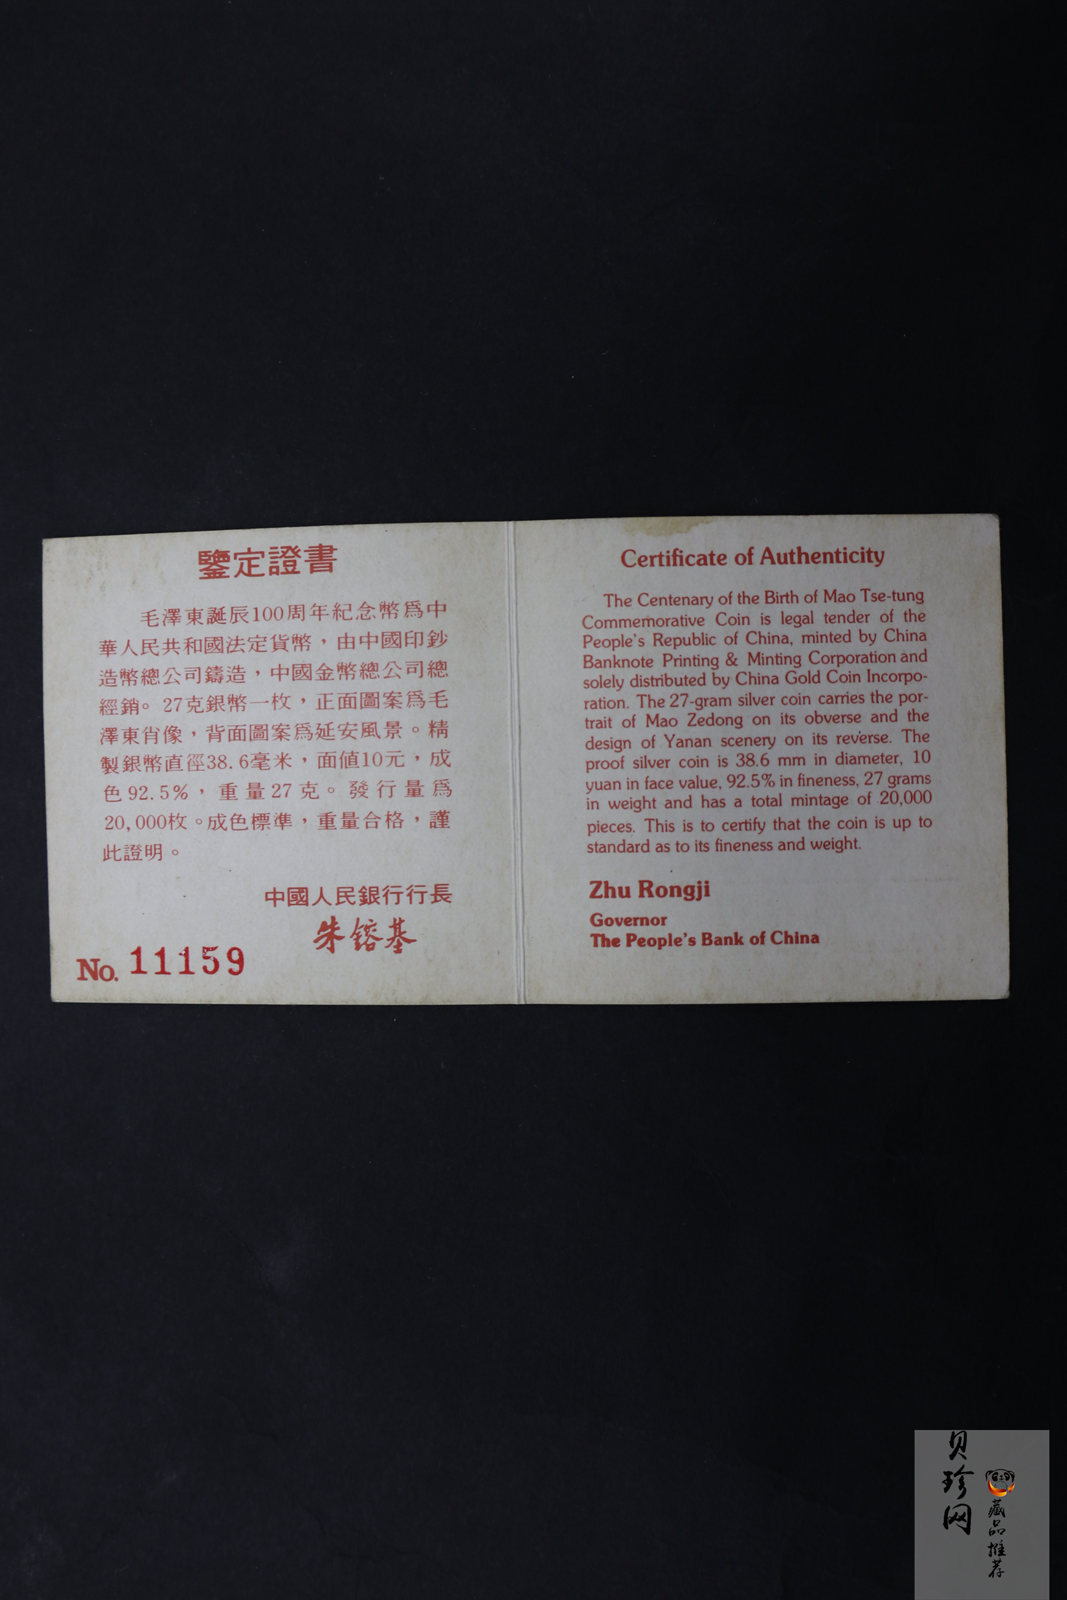 鑒定證書
毛澤東誕辰100周年紀念幣爲中
華人民共和國法定貨幣，由中國印鈔
造幣總公司鑄造，中國金幣總公司總
經銷。27克銀幣一枚，正面圖案爲毛
澤東肖像，背面圖案爲延安風景。精
製銀幣直徑38.6毫米，面值10元，成
色92.5%，重量27克。發行量爲
20,000枚。成色標準，重量合格，謹
此證明。
中國人民銀行行長
朱鎔基
No. 11159
Certificate of Authenticity
The Centenary of the Birth of Mao Tse-tung
Commemorative Coin is legal tender of the
People's Republic of China, minted by China
Banknote Printing & Minting Corporation and
solely distributed by China Gold Coin Incorpo-
ration. The 27-gram silver coin carries the por-
trait of Mao Zedong on its obverse and the
design of Yanan scenery on its reverse. The
proof silver coin is 38.6 mm in diameter, 10
yuan in face value, 92.5% in fineness, 27 grams
in weight and has a total mintage of 20,000
pieces. This is to certify that the coin is up to
standard as to its fineness and weight.
Zhu Rongji
Governor
The People's Bank of China
贝珍网
藏品推荐